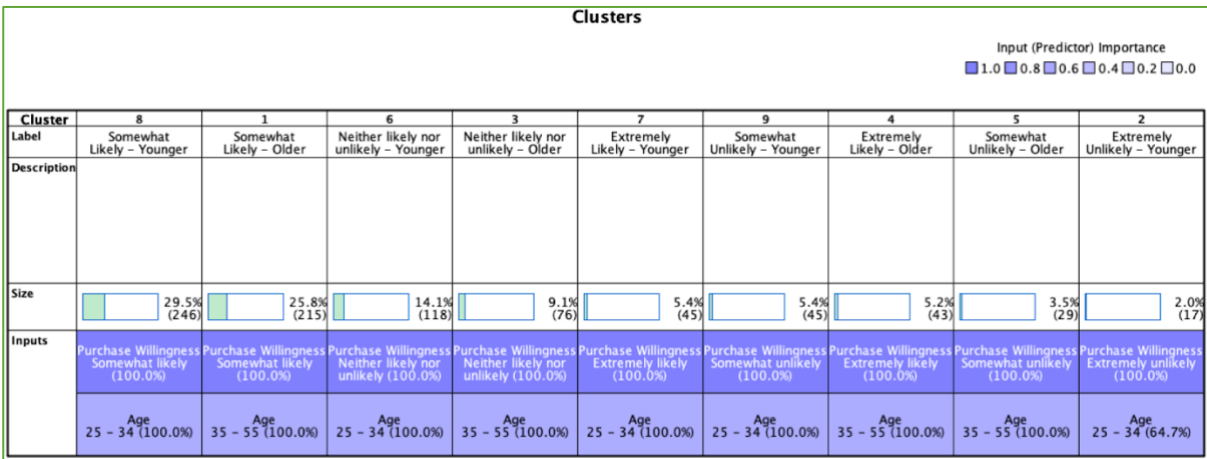 Clusters
Input (Predictor) Importance
1.0 0.8 0.6 0.4 0.2 0.0
Cluster 8 1 6 3 7 9 4 5 2
Label Somewhat Somewhat Neither likely nor Neither likely nor Extremely Somewhat Extremely Somewhat Extremely
Likely – Younger Likely – Older unlikely – Younger unlikely – Older Likely – Younger Unlikely – Younger Likely – Older Unlikely – Older Unlikely – Younger
Description
Size 29.5% 25.8% 14.1% 9.1% 5.4% 5.4% 5.2% 3.5% 2.0%
(246) (215) (118) (76) (45) (45) (43) (29) (17)
Inputs
Purchase Willingness Purchase Willingness Purchase Willingness Purchase Willingness Purchase Willingness Purchase Willingness Purchase Willingness Purchase Willingness Purchase Willingness
Somewhat likely Somewhat likely Neither likely nor Neither likely nor Extremely likely Somewhat unlikely Extremely likely Somewhat unlikely Extremely unlikely
(100.0%) (100.0%) unlikely (100.0%) unlikely (100.0%) (100.0%) (100.0%) (100.0%) (100.0%) (100.0%)
Age Age Age Age Age Age Age Age Age
25 – 34 (100.0%) 35 – 55 (100.0%) 25 – 34 (100.0%) 35 – 55 (100.0%) 25 – 34 (100.0%) 25 – 34 (100.0%) 35 – 55 (100.0%) 35 – 55 (100.0%) 25 – 34 (64.7%)